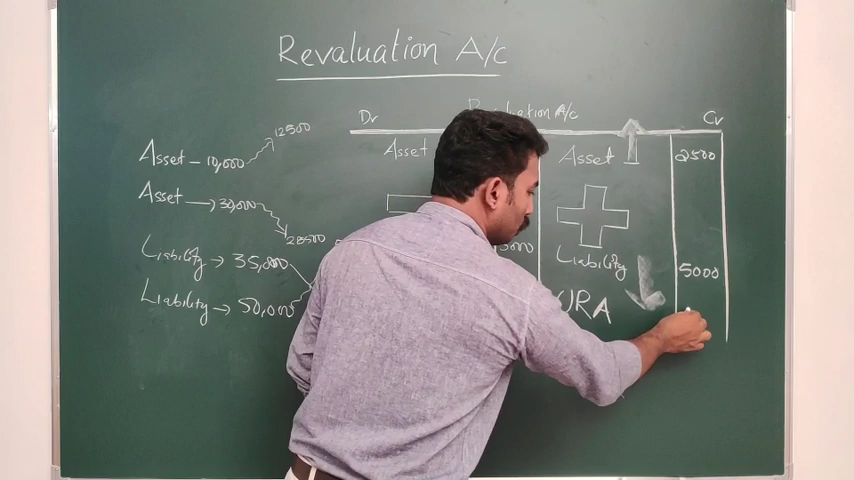 Revaluation A/c
Dr
A/c
Cr
Asset
Asset
2500
Asset - 10,000
12500
Asset → 30,000
28500
Liability → 35,000
Liability → 50,000
Liability
5000
URA